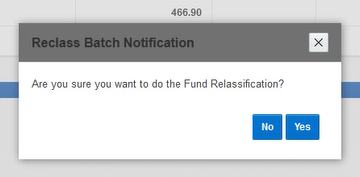 466.90
Reclass Batch Notification
Are you sure you want to do the Fund Relassification?
No Yes